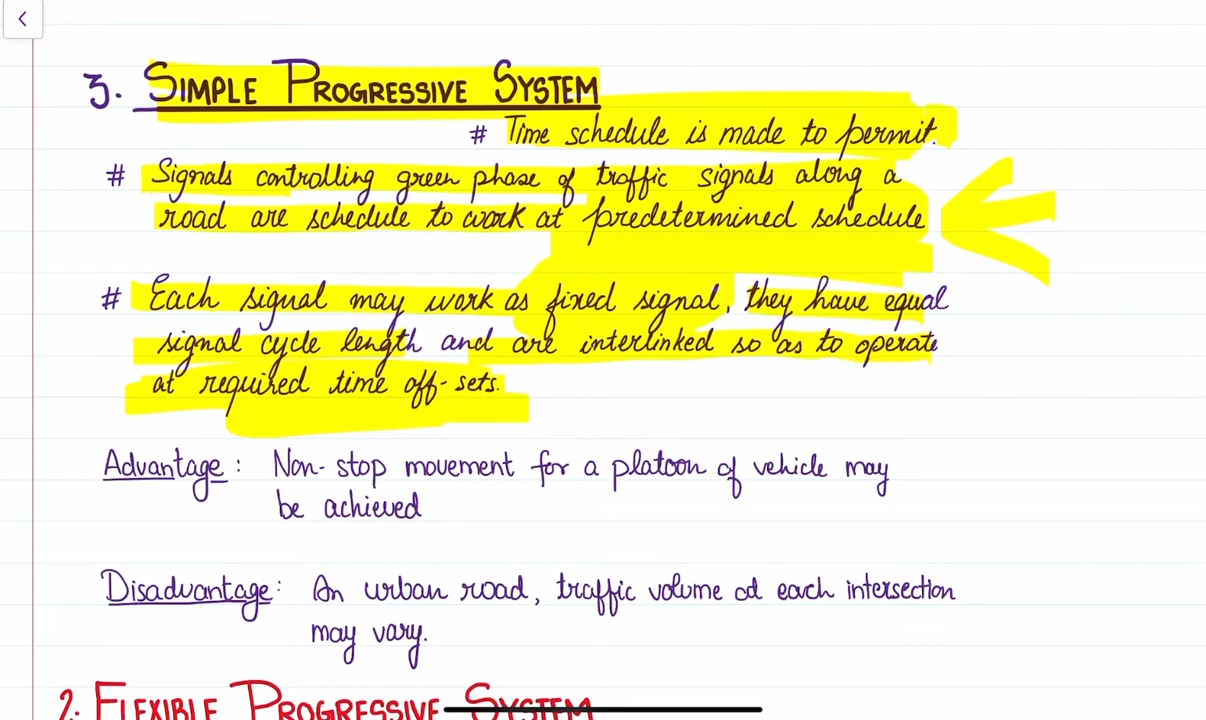 3. SIMPLE PROGRESSIVE SYSTEM
# Time schedule is made to permit.
# Signals controlling green phase of traffic signals along a
road are schedule to work at predetermined schedule
# Each signal may work as fixed signal, they have equal
signal cycle length and are interlinked so as to operate
at required time off-sets.
Advantage: Non-stop movement for a platoon of vehicle may
be achieved
Disadvantage: On urban road, traffic volume at each intersection
may vary.
2. FLEXIBLE PROGRESSIVE SYSTEM